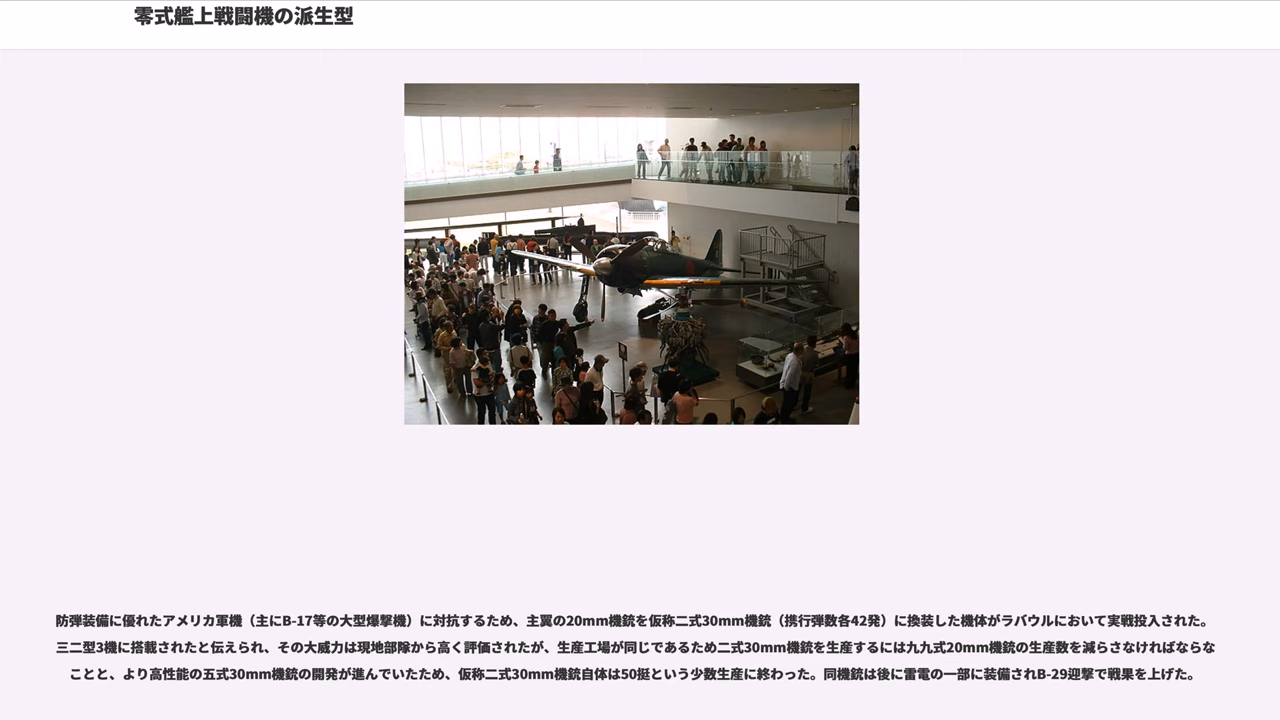 零式艦上戦闘機の派生型
防弾装備に優れたアメリカ軍機（主にB-17等の大型爆撃機）に対抗するため、主翼の20mm機銃を仮称二式30mm機銃（携行弾数各42発）に換装した機体がラバウルにおいて実戦投入された。
三二型3機に搭載されたと伝えられ、その大威力は現地部隊から高く評価されたが、生産工場が同じであるため二式30mm機銃を生産するには九九式20mm機銃の生産数を減らさなければならな
ことと、より高性能の五式30mm機銃の開発が進んでいたため、仮称二式30mm機銃自体は50挺という少数生産に終わった。同機銃は後に雷電の一部に装備されB-29迎撃で戦果を上げた。